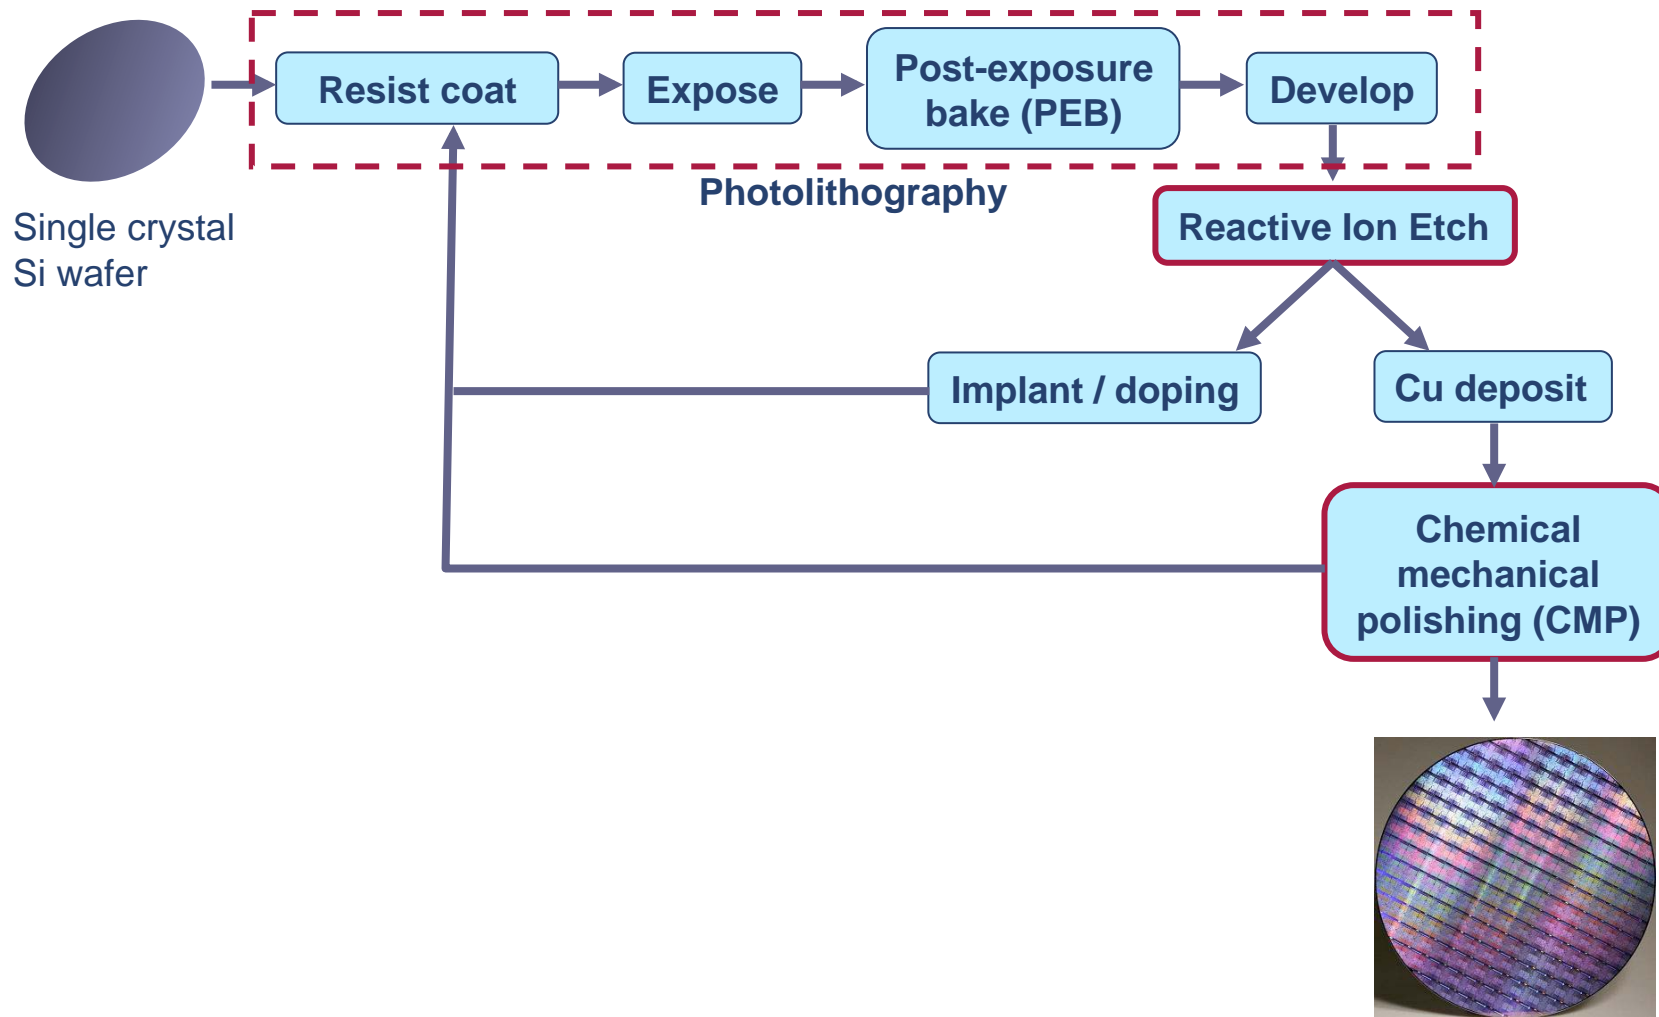 Resist coat
Expose
Post-exposure
bake (PEB)
Develop
Photolithography
Single crystal
Si wafer
Reactive Ion Etch
Implant / doping
Cu deposit
Chemical
mechanical
polishing (CMP)